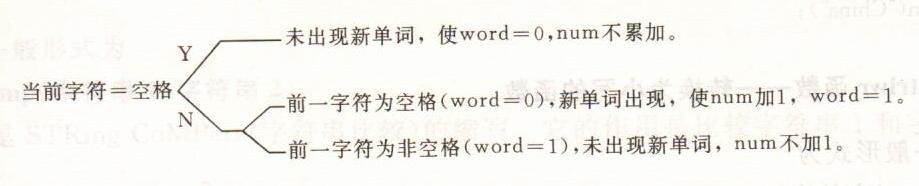 未出现新单词，使word=0,num不累加。
Y
当前字符=空格
前一字符为空格(word=0),新单词出现，使num加1，word=1。
N
前一字符为非空格(word=1),未出现新单词，num不加1。